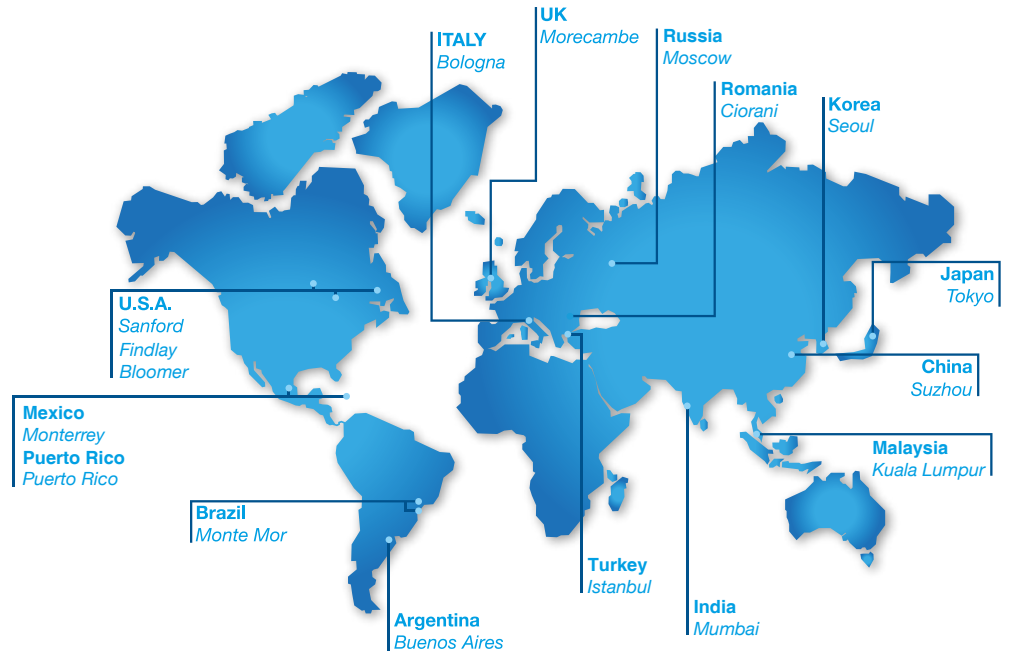 UK
Morecambe
ITALY
Bologna
Russia
Moscow
Romania
Ciorani
Korea
Seoul
Japan
Tokyo
U.S.A.
Sanford
Findlay
Bloomer
China
Suzhou
Mexico
Monterrey
Puerto Rico
Puerto Rico
Malaysia
Kuala Lumpur
Brazil
Monte Mor
Turkey
Istanbul
India
Mumbai
Argentina
Buenos Aires